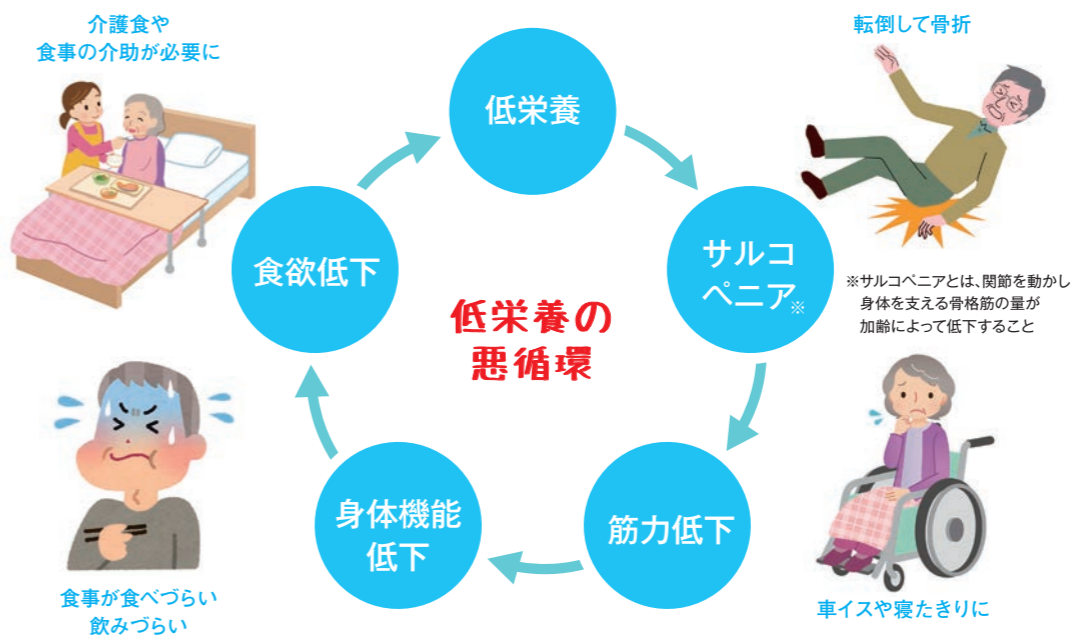 介護食や
食事の介助が必要に
転倒して骨折
低栄養
サルコ
ペニア※
※サルコペニアとは、関節を動かし
身体を支える骨格筋の量が
加齢によって低下すること
食欲低下
低栄養の
悪循環
身体機能
低下
筋力低下
食事が食べづらい
飲みづらい
車イスや寝たきりに